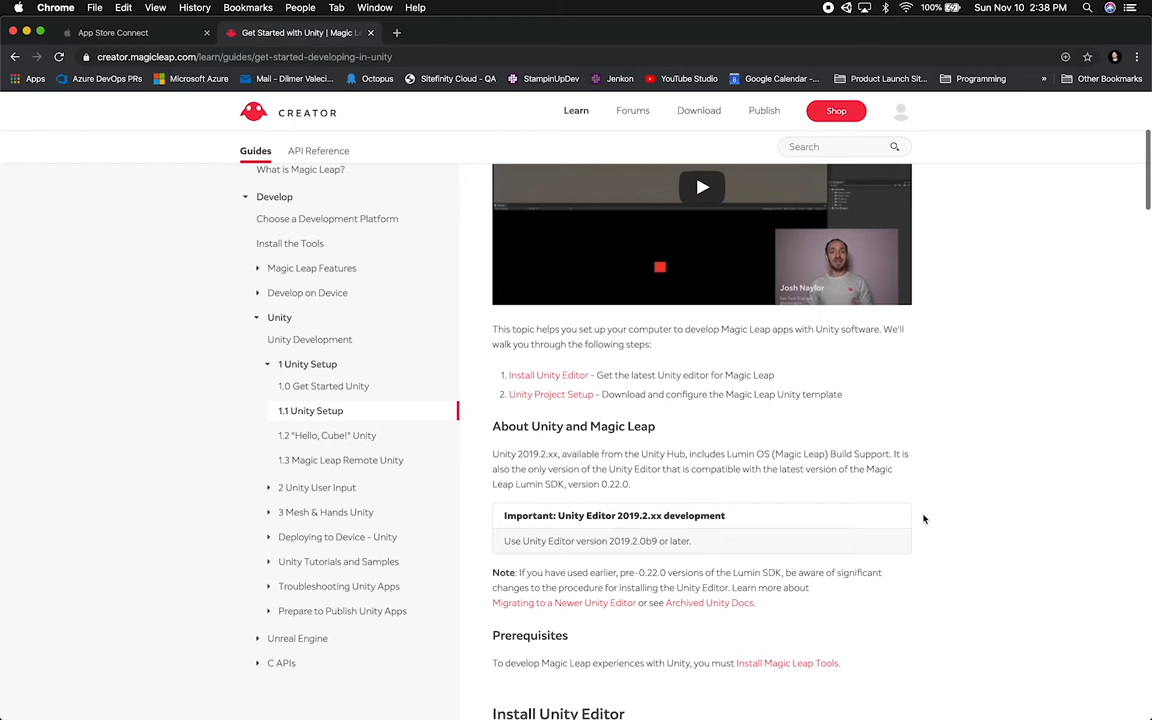 Chrome File Edit View History Bookmarks People Tab Window Help 100% Sun Nov 10 2:38 PM
App Store Connect Get Started with Unity | Magic Le
creator.magicleap.com/learn/guides/get-started-developing-in-unity
Apps Azure DevOps PRs Microsoft Azure Mail - Dilmer Valeci... Octopus Sitefinity Cloud - QA StampinUpDev Jenkon YouTube Studio Google Calendar -... Product Launch Sit... Programming » Other Bookmarks
CREATOR Learn Forums Download Publish Shop
Guides API Reference Search
What is Magic Leap?
Develop
Choose a Development Platform
Install the Tools
Magic Leap Features
Develop on Device
Unity
Unity Development
1 Unity Setup
1.0 Get Started Unity
1.1 Unity Setup
1.2 "Hello, Cube!" Unity
1.3 Magic Leap Remote Unity
2 Unity User Input
3 Mesh & Hands Unity
Deploying to Device - Unity
Unity Tutorials and Samples
Troubleshooting Unity Apps
Prepare to Publish Unity Apps
Unreal Engine
C APIs
Josh Naylor
This topic helps you set up your computer to develop Magic Leap apps with Unity software. We'll
walk you through the following steps:
1. Install Unity Editor - Get the latest Unity editor for Magic Leap
2. Unity Project Setup - Download and configure the Magic Leap Unity template
About Unity and Magic Leap
Unity 2019.2.xx, available from the Unity Hub, includes Lumin OS (Magic Leap) Build Support. It is
also the only version of the Unity Editor that is compatible with the latest version of the Magic
Leap Lumin SDK, version 0.22.0.
Important: Unity Editor 2019.2.xx development
Use Unity Editor version 2019.2.0b9 or later.
Note: If you have used earlier, pre-0.22.0 versions of the Lumin SDK, be aware of significant
changes to the procedure for installing the Unity Editor. Learn more about
Migrating to a Newer Unity Editor or see Archived Unity Docs.
Prerequisites
To develop Magic Leap experiences with Unity, you must Install Magic Leap Tools.
Install Unity Editor